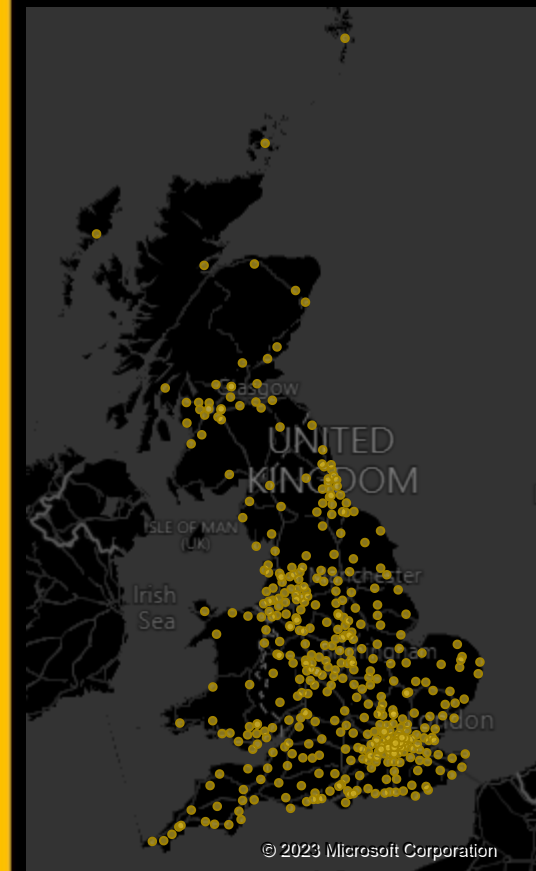 Glasgow
UNITED
KINGDOM
ISLE OF MAN
(UK)
Irish
Sea
© 2023 Microsoft Corporation